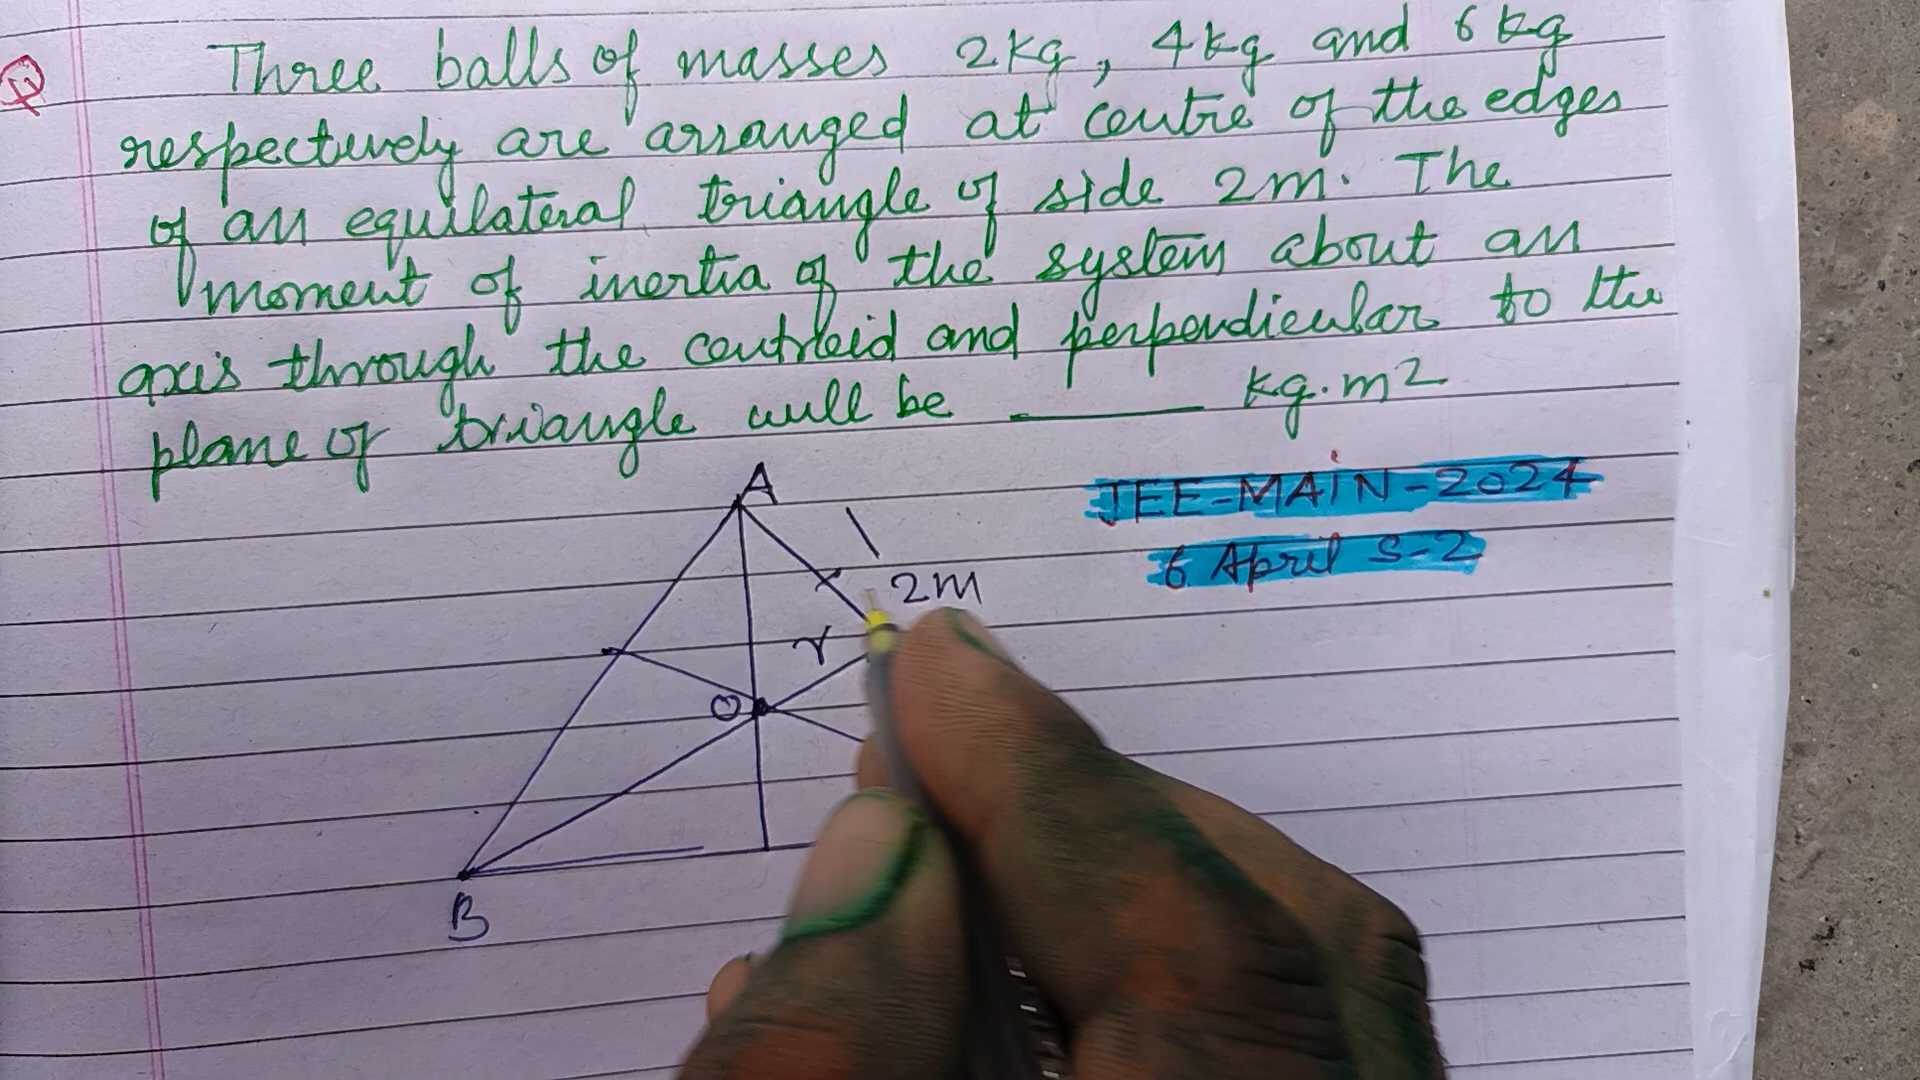 Q Three balls of masses 2kg, 4kg and 6kg
respectively are arranged at centre of the edges
of an equilateral triangle of side 2m. The
moment of inertia of the system about an
axis through the centroid and perpendicular to the
plane of triangle will be ______ kg.m2
A
JEE-MAIN-2024
6 April S-2
2m
r
O
B